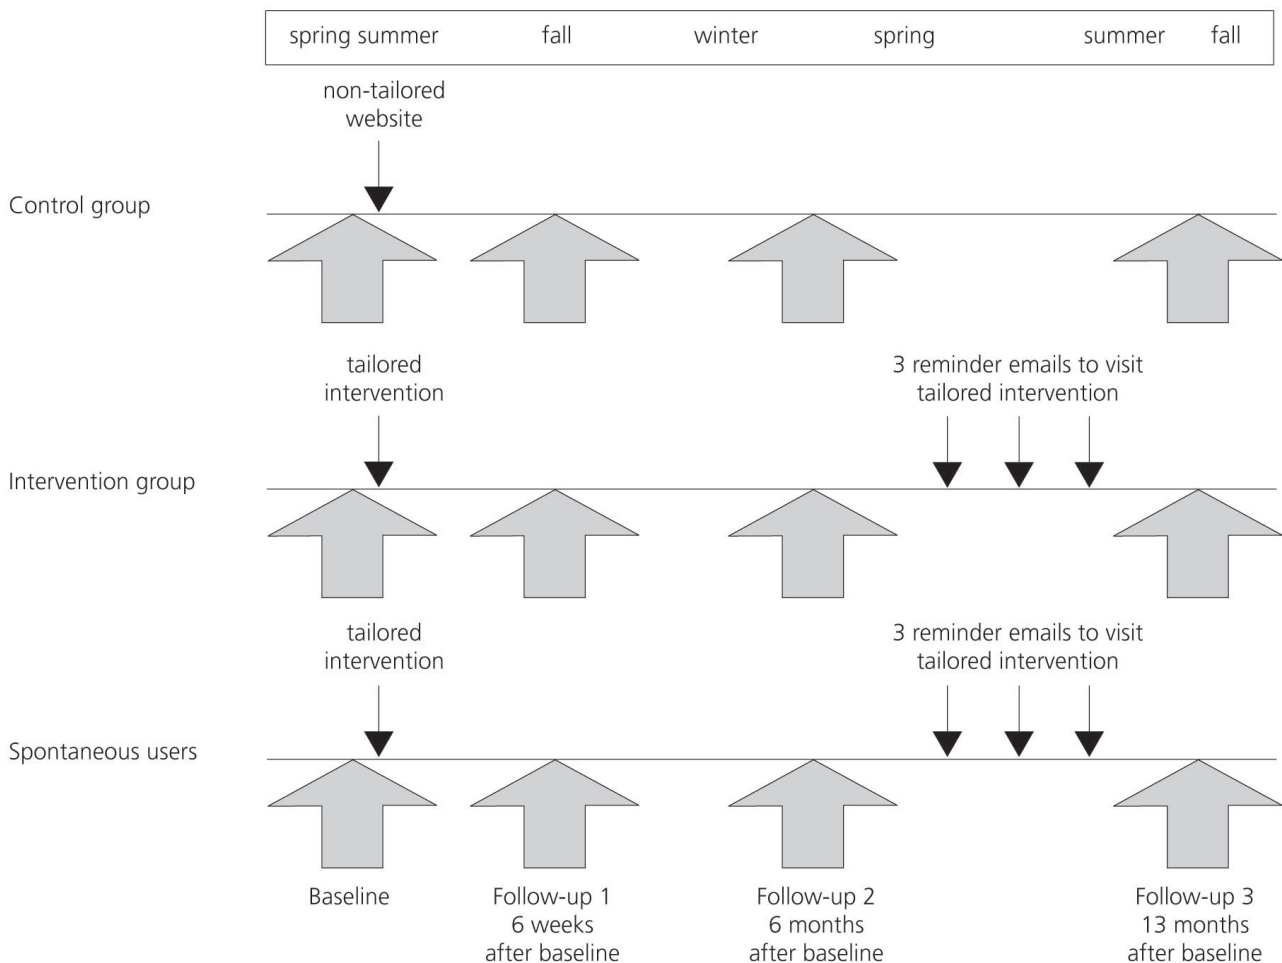 spring summer fall winter spring summer fall
non-tailored
website
Control group
tailored
intervention
3 reminder emails to visit
tailored intervention
Intervention group
tailored
intervention
3 reminder emails to visit
tailored intervention
Spontaneous users
Baseline
Follow-up 1
6 weeks
after baseline
Follow-up 2
6 months
after baseline
Follow-up 3
13 months
after baseline